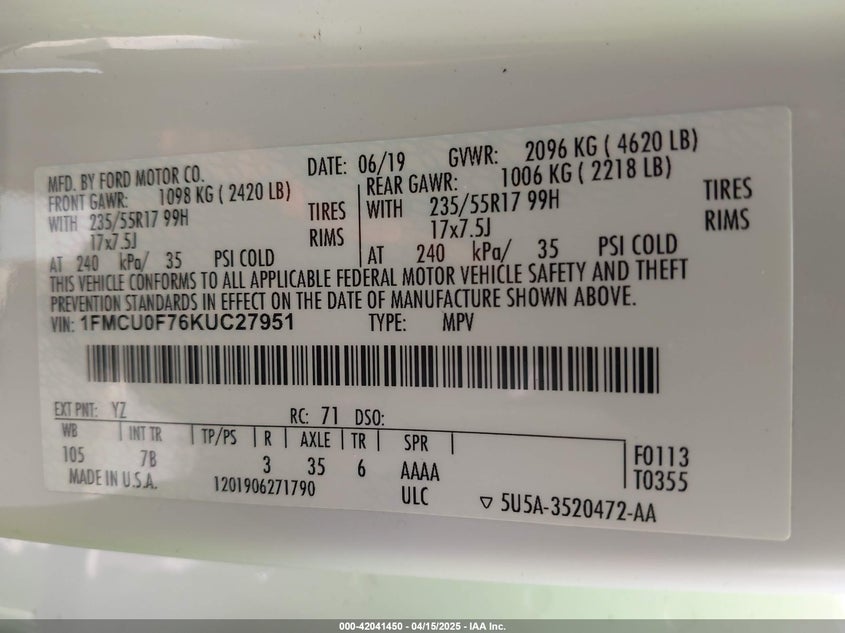 MFD. BY FORD MOTOR CO. DATE: 06/19 GVWR: 2096 KG ( 4620 LB)
FRONT GAWR: 1098 KG ( 2420 LB) REAR GAWR: 1006 KG ( 2218 LB)
WITH 235/55R17 99H TIRES WITH 235/55R17 99H TIRES
17x7.5J RIMS 17x7.5J RIMS
AT 240 kPa/ 35 PSI COLD AT 240 kPa/ 35 PSI COLD
THIS VEHICLE CONFORMS TO ALL APPLICABLE FEDERAL MOTOR VEHICLE SAFETY AND THEFT
PREVENTION STANDARDS IN EFFECT ON THE DATE OF MANUFACTURE SHOWN ABOVE.
VIN: 1FMCU0F76KUC27951 TYPE: MPV
EXT PNT: YZ RC: 71 DSO:
WB INT TR TP/PS R AXLE TR SPR
105 7B 3 35 6 AAAA F0113
MADE IN U.S.A. 1201906271790 ULC T0355
▽ 5U5A-3520472-AA
000-42041450 - 04/15/2025 - IAA Inc.